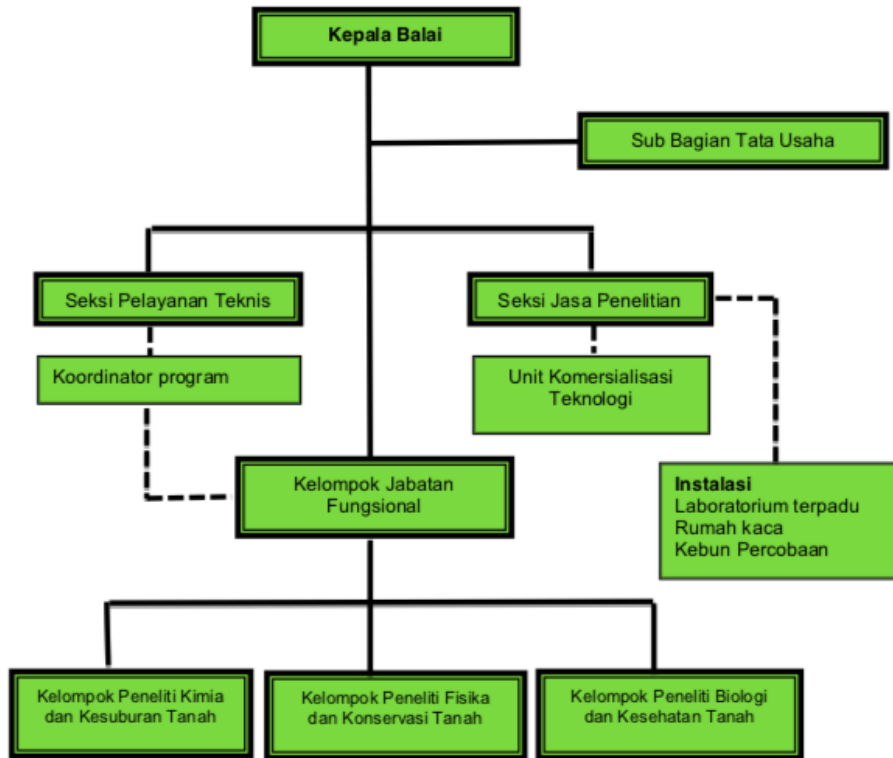 Kepala Balai
Sub Bagian Tata Usaha
Seksi Pelayanan Teknis
Seksi Jasa Penelitian
Koordinator program
Unit Komersialisasi
Teknologi
Kelompok Jabatan
Fungsional
Instalasi
Laboratorium terpadu
Rumah kaca
Kebun Percobaan
Kelompok Peneliti Kimia
dan Kesuburan Tanah
Kelompok Peneliti Fisika
dan Konservasi Tanah
Kelompok Peneliti Biologi
dan Kesehatan Tanah